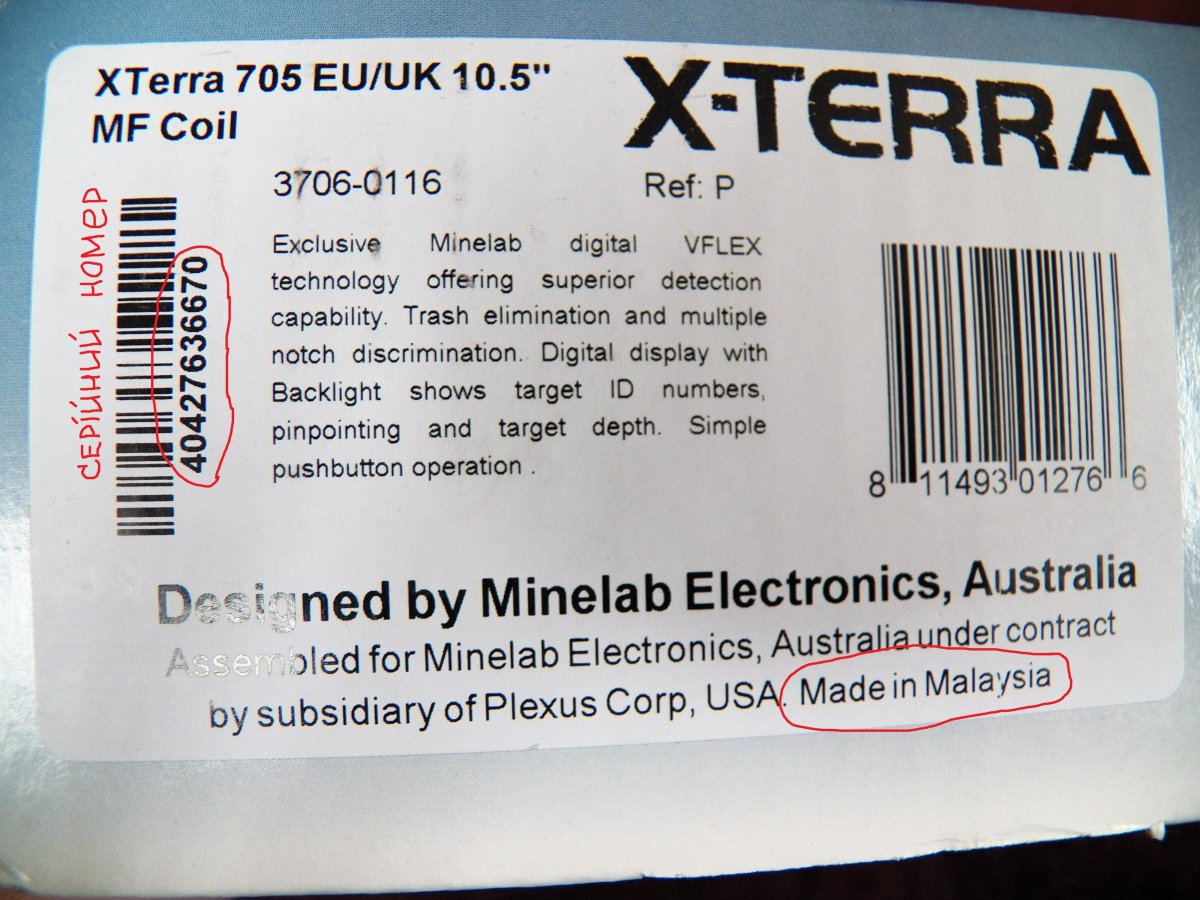 XTerra 705 EU/UK 10.5"
MF Coil
X-TERRA
3706-0116
Ref: P
СЕРІЙНИЙ НОМЕР
40427636670
Exclusive Minelab digital VFLEX
technology offering superior detection
capability. Trash elimination and multiple
notch discrimination. Digital display with
Backlight shows target ID numbers,
pinpointing and target depth. Simple
pushbutton operation .
8 11493 01276 6
Designed by Minelab Electronics, Australia
Assembled for Minelab Electronics, Australia under contract
by subsidiary of Plexus Corp, USA. Made in Malaysia